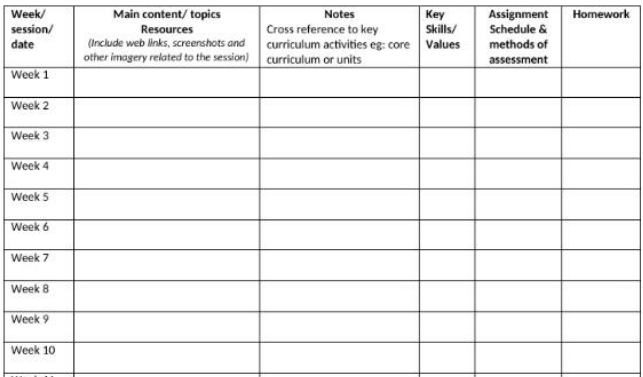 Week/
session/
date
Main content/ topics
Resources
(Include web links, screenshots and
other imagery related to the session)
Notes
Cross reference to key
curriculum activities eg: core
curriculum or units
Key
Skills/
Values
Assignment
Schedule &
methods of
assessment
Homework
Week 1
Week 2
Week 3
Week 4
Week 5
Week 6
Week 7
Week 8
Week 9
Week 10